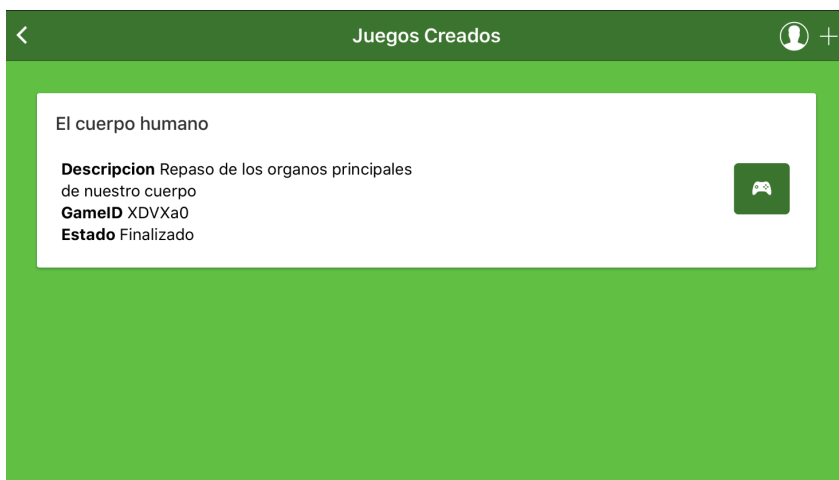 Juegos Creados
El cuerpo humano
Descripcion Repaso de los organos principales
de nuestro cuerpo
GameID XDVXa0
Estado Finalizado